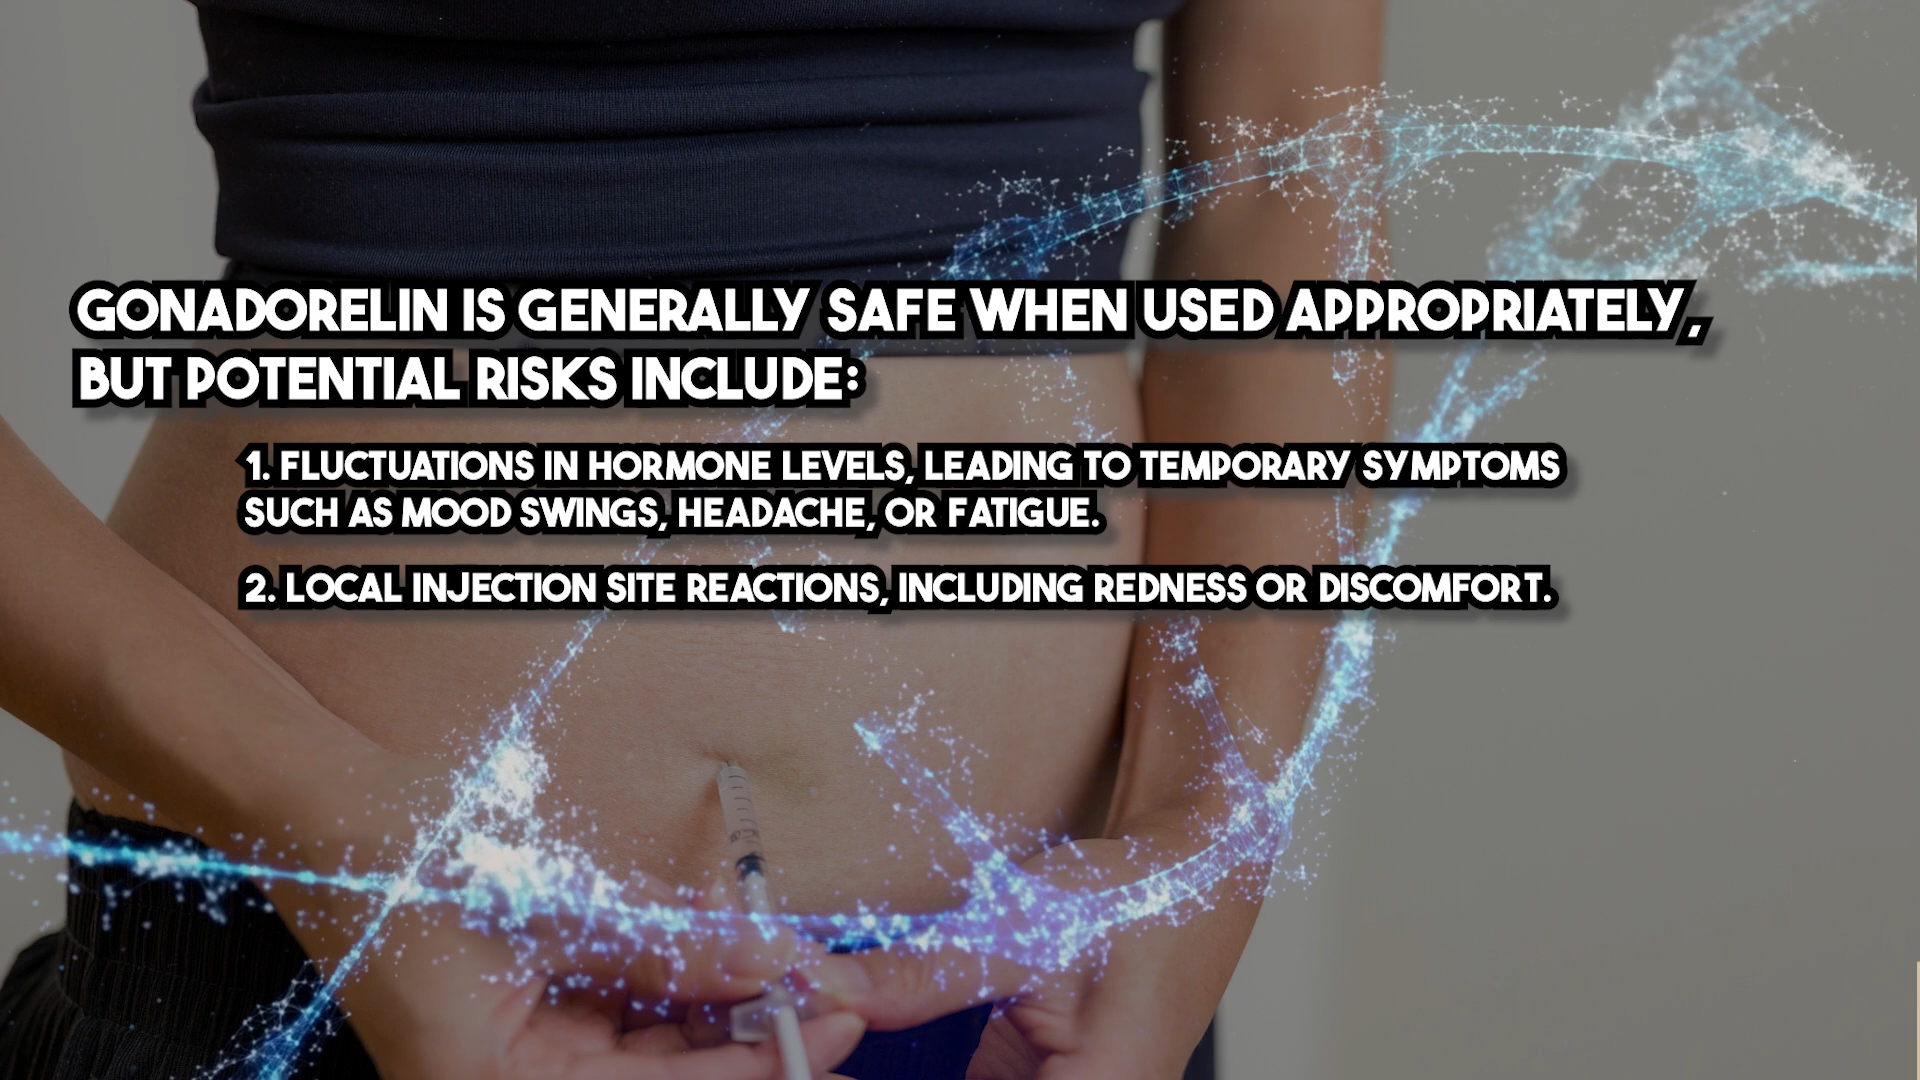 GONADORELIN IS GENERALLY SAFE WHEN USED APPROPRIATELY,
BUT POTENTIAL RISKS INCLUDE:
1. FLUCTUATIONS IN HORMONE LEVELS, LEADING TO TEMPORARY SYMPTOMS
SUCH AS MOOD SWINGS, HEADACHE, OR FATIGUE.
2. LOCAL INJECTION SITE REACTIONS, INCLUDING REDNESS OR DISCOMFORT.